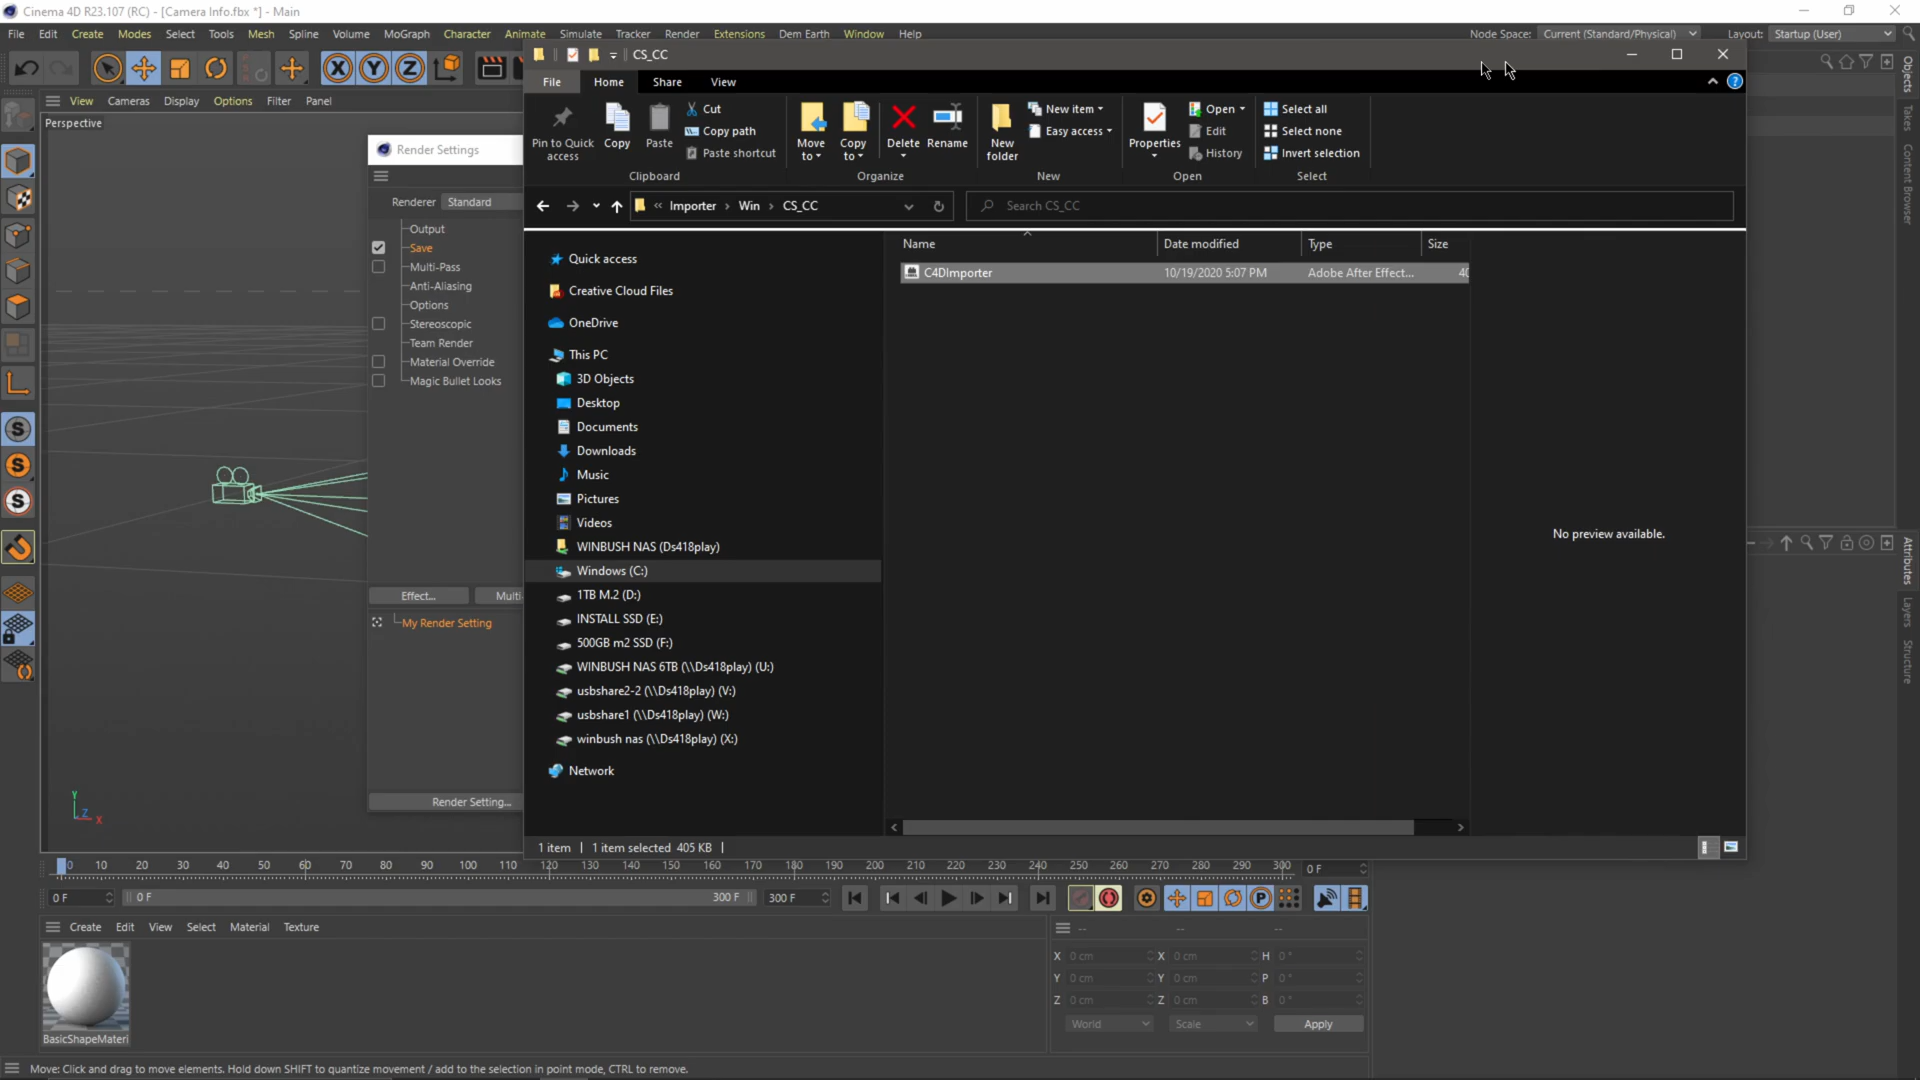 Cinema 4D R23.107 (RC) - [Camera Info.fbx *] - Main
File Edit Create Modes Select Tools Mesh Spline Volume MoGraph Character Animate Simulate Tracker Render Extensions Dem Earth Window Help
Node Space: Current (Standard/Physical) Layout: Startup (User)
CS_CC
File Home Share View
View Cameras Display Options Filter Panel
Perspective
Pin to Quick access
Copy
Paste
Cut
Copy path
Paste shortcut
Clipboard
Move to
Copy to
Delete
Rename
Organize
New folder
New item
Easy access
New
Properties
Open
Edit
History
Open
Select all
Select none
Invert selection
Select
« Importer › Win › CS_CC
Search CS_CC
Render Settings
Renderer Standard
Output
Save
Multi-Pass
Anti-Aliasing
Options
Stereoscopic
Team Render
Material Override
Magic Bullet Looks
Effect... Multi
My Render Setting
Render Setting...
Quick access
Creative Cloud Files
OneDrive
This PC
3D Objects
Desktop
Documents
Downloads
Music
Pictures
Videos
WINBUSH NAS (Ds418play)
Windows (C:)
1TB M.2 (D:)
INSTALL SSD (E:)
500GB m2 SSD (F:)
WINBUSH NAS 6TB (\\Ds418play) (U:)
usbshare2-2 (\\Ds418play) (V:)
usbshare1 (\\Ds418play) (W:)
winbush nas (\\Ds418play) (X:)
Network
Name Date modified Type Size
C4DImporter 10/19/2020 5:07 PM Adobe After Effect... 40
No preview available.
1 item 1 item selected 405 KB
Objects
Takes
Content Browser
Attributes
Layers
Structure
Y
Z
X
0 10 20 30 40 50 60 70 80 90 100 110 120 130 140 150 160 170 180 190 200 210 220 230 240 250 260 270 280 290 300 0 F
0 F 0 F 300 F 300 F
Create Edit View Select Material Texture
-- -- --
X 0 cm X 0 cm H 0 °
Y 0 cm Y 0 cm P 0 °
Z 0 cm Z 0 cm B 0 °
World Scale Apply
BasicShapeMateri
Move: Click and drag to move elements. Hold down SHIFT to quantize movement / add to the selection in point mode, CTRL to remove.